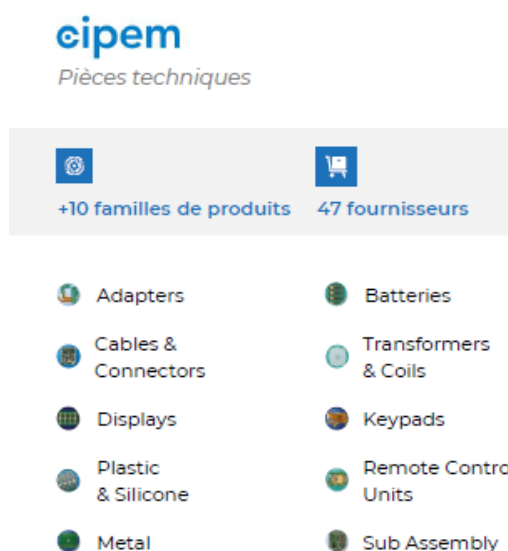 cipem
Pièces techniques
+10 familles de produits
47 fournisseurs
Adapters
Batteries
Cables &
Connectors
Transformers
& Coils
Displays
Keypads
Plastic
& Silicone
Remote Contro
Units
Metal
Sub Assembly